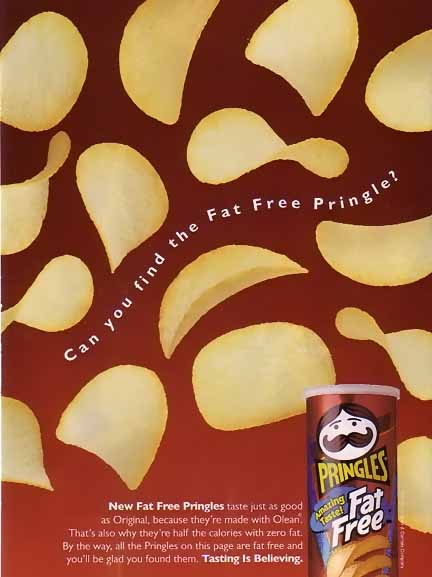 Can you find the Fat Free Pringle?
PRINGLES
Amazing Taste!
Fat Free
New Fat Free Pringles taste just as good
as Original, because they're made with Olean.
That's also why they're half the calories with zero fat.
By the way, all the Pringles on this page are fat free and
you'll be glad you found them. Tasting Is Believing.